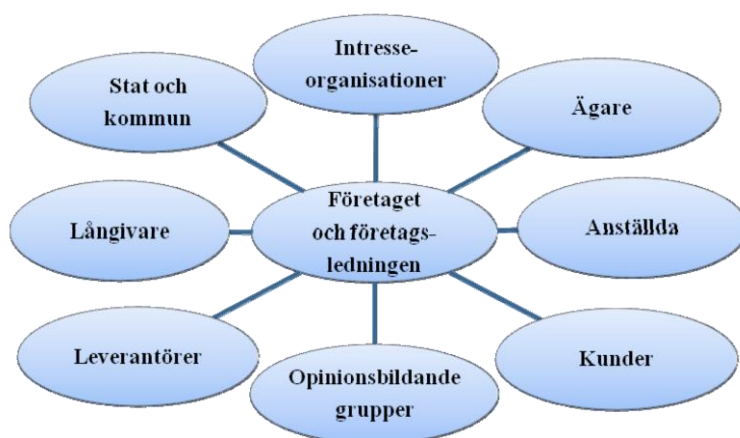 Intresse-
organisationer
Stat och
kommun
Ägare
Långivare
Företaget
och företags-
ledningen
Anställda
Leverantörer
Opinionsbildande
grupper
Kunder